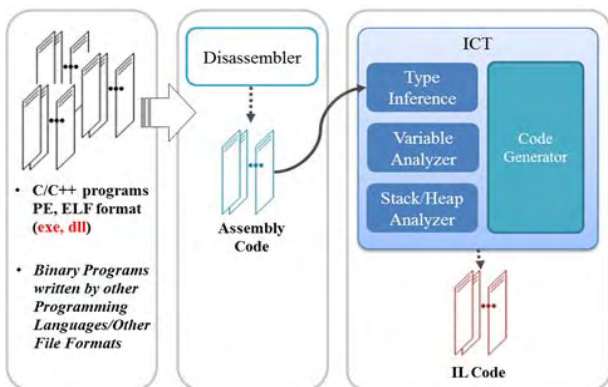 • C/C++ programs
PE, ELF format
(exe, dll)
• Binary Programs
written by other
Programming
Languages/Other
File Formats
Disassembler
Assembly
Code
ICT
Type
Inference
Variable
Analyzer
Stack/Heap
Analyzer
Code
Generator
IL Code